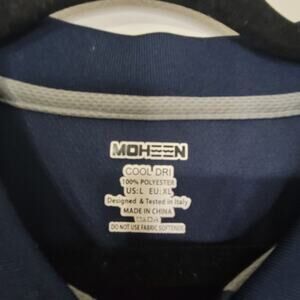 MOHEEN
COOL DRI
100% POLYESTER
US:L EU:XL
Designed & Tested in Italy
MADE IN CHINA
DO NOT USE FABRIC SOFTENER